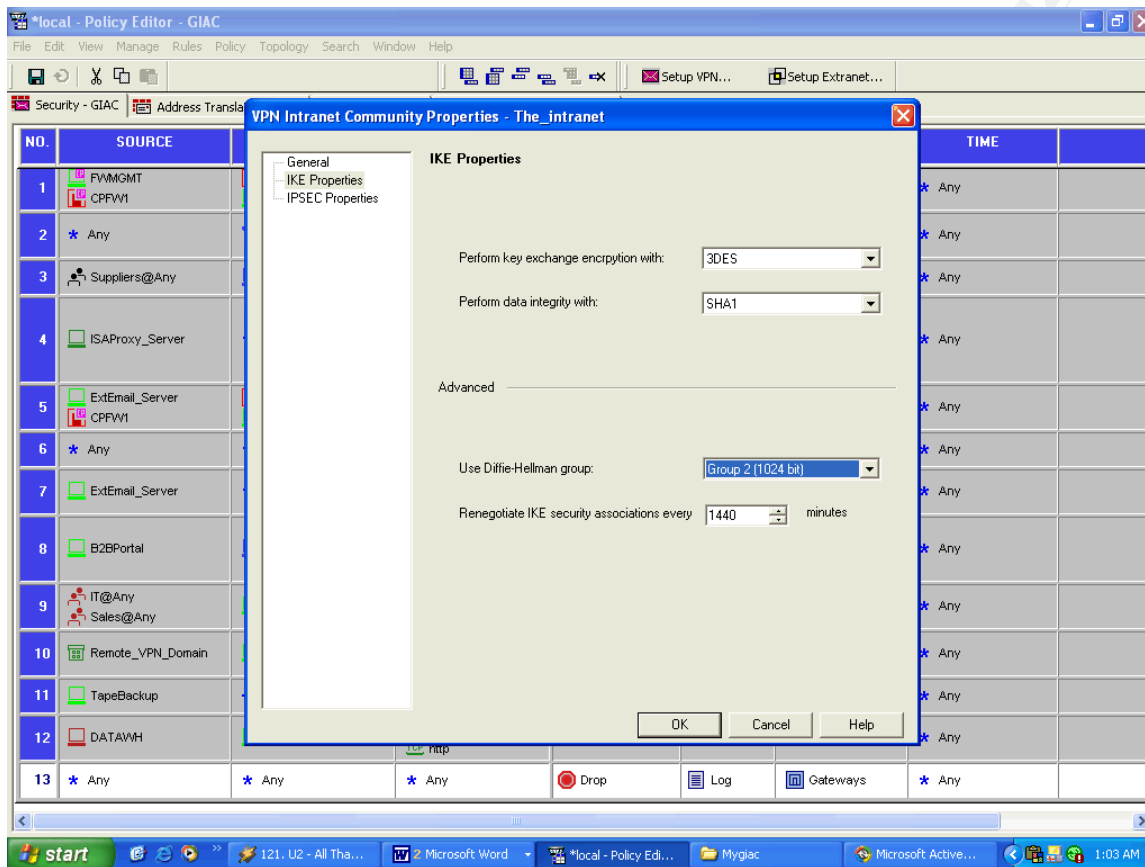 *local - Policy Editor - GIAC
File Edit View Manage Rules Policy Topology Search Window Help
Setup VPN... Setup Extranet...
Security - GIAC Address Transla
VPN Intranet Community Properties - The_intranet
NO. SOURCE TIME
General
IKE Properties
IPSEC Properties
IKE Properties
Perform key exchange encrpytion with: 3DES
Perform data integrity with: SHA1
Advanced
Use Diffie-Hellman group: Group 2 (1024 bit)
Renegotiate IKE security associations every 1440 minutes
OK Cancel Help
1 FWMGMT
CPFW1 * Any
2 * Any * Any
3 Suppliers@Any * Any
4 ISAProxy_Server * Any
5 ExtEmail_Server
CPFW1 * Any
6 * Any * Any
7 ExtEmail_Server * Any
8 B2BPortal * Any
9 IT@Any
Sales@Any * Any
10 Remote_VPN_Domain * Any
11 TapeBackup * Any
12 DATAWH http * Any
13 * Any * Any * Any Drop Log Gateways * Any
start 121. U2 - All Tha... 2 Microsoft Word *local - Policy Edi... Mygiac Microsoft Active... 1:03 AM